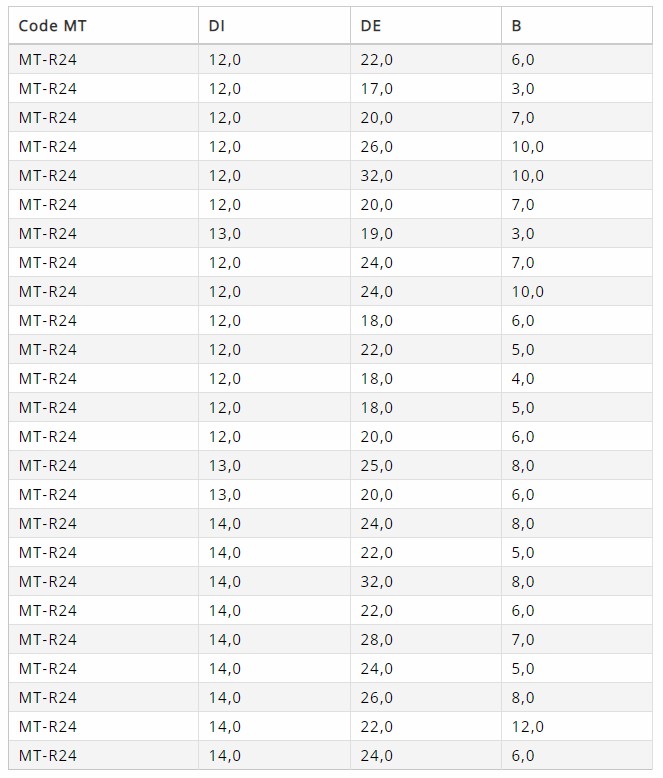 Code MT DI DE B
MT-R24 12,0 22,0 6,0
MT-R24 12,0 17,0 3,0
MT-R24 12,0 20,0 7,0
MT-R24 12,0 26,0 10,0
MT-R24 12,0 32,0 10,0
MT-R24 12,0 20,0 7,0
MT-R24 13,0 19,0 3,0
MT-R24 12,0 24,0 7,0
MT-R24 12,0 24,0 10,0
MT-R24 12,0 18,0 6,0
MT-R24 12,0 22,0 5,0
MT-R24 12,0 18,0 4,0
MT-R24 12,0 18,0 5,0
MT-R24 12,0 20,0 6,0
MT-R24 13,0 25,0 8,0
MT-R24 13,0 20,0 6,0
MT-R24 14,0 24,0 8,0
MT-R24 14,0 22,0 5,0
MT-R24 14,0 32,0 8,0
MT-R24 14,0 22,0 6,0
MT-R24 14,0 28,0 7,0
MT-R24 14,0 24,0 5,0
MT-R24 14,0 26,0 8,0
MT-R24 14,0 22,0 12,0
MT-R24 14,0 24,0 6,0